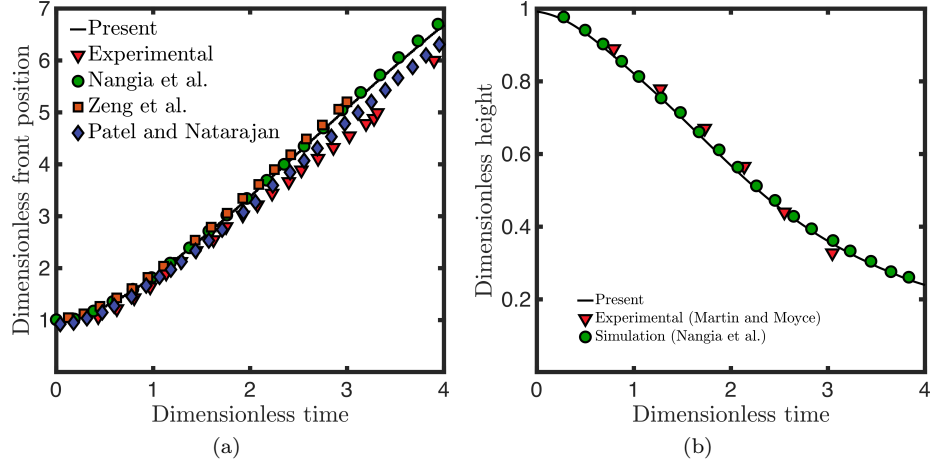 7
6
5
4
3
2
1
0
1
2
3
4
Dimensionless front position
Dimensionless time
Present
Experimental
Nangia et al.
Zeng et al.
Patel and Natarajan
(a)
1
0.8
0.6
0.4
0.2
0
1
2
3
4
Dimensionless height
Dimensionless time
Present
Experimental (Martin and Moyce)
Simulation (Nangia et al.)
(b)